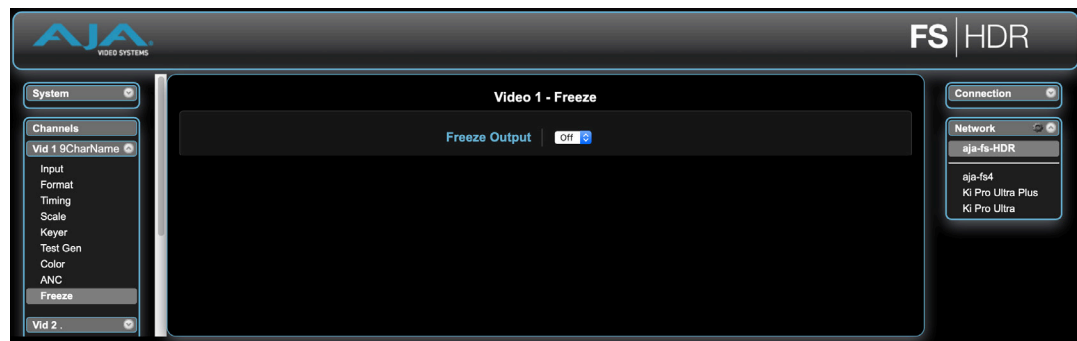 AJA
VIDEO SYSTEMS
FS|HDR
System
Channels
Vid 1 9CharName
Input
Format
Timing
Scale
Keyer
Test Gen
Color
ANC
Freeze
Vid 2 .
Video 1 - Freeze
Freeze Output Off
Connection
Network
aja-fs-HDR
aja-fs4
Ki Pro Ultra Plus
Ki Pro Ultra